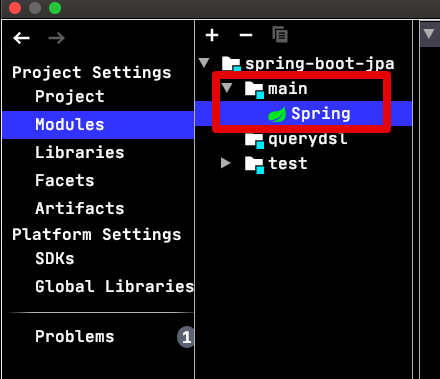 Project Settings
Project
Modules
Libraries
Facets
Artifacts
Platform Settings
SDKs
Global Libraries
Problems
1
spring-boot-jpa
main
Spring
querydsl
test